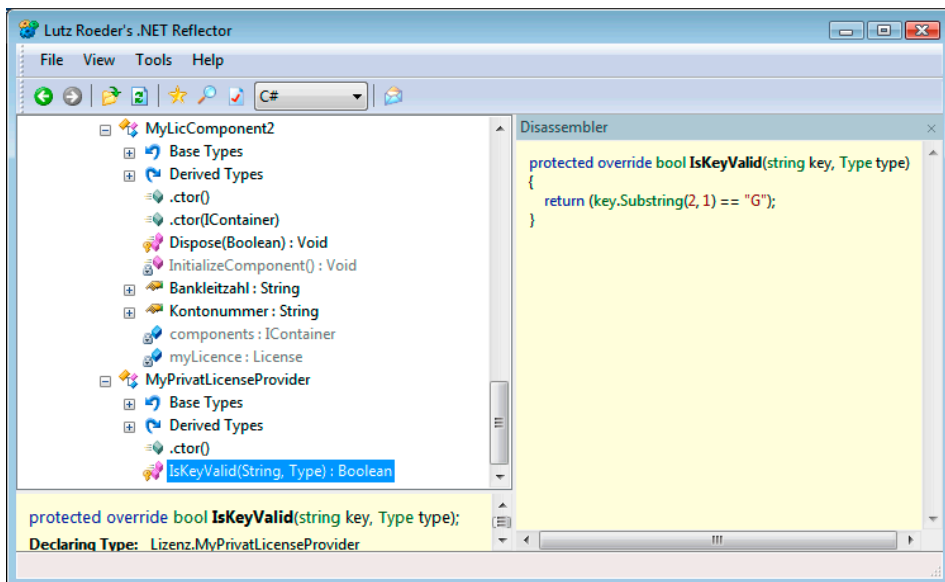 Lutz Roeder's .NET Reflector
File View Tools Help
C#
MyLicComponent2
Base Types
Derived Types
.ctor()
.ctor(IContainer)
Dispose(Boolean) : Void
InitializeComponent() : Void
Bankleitzahl : String
Kontonummer : String
components : IContainer
myLicence : License
MyPrivatLicenseProvider
Base Types
Derived Types
.ctor()
IsKeyValid(String, Type) : Boolean
protected override bool IsKeyValid(string key, Type type);
Declaring Type: Lizenz.MyPrivatLicenseProvider
Disassembler
protected override bool IsKeyValid(string key, Type type)
{
return (key.Substring(2, 1) == "G");
}